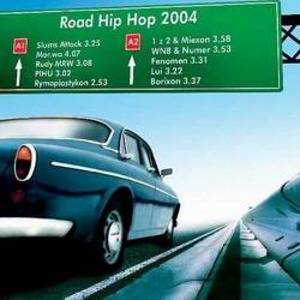 Road Hip Hop 2004
A1
Slums Attack 3.25
Mor.wa 4.07
Rudy MRW 3.08
PIHU 3.02
Rymopistoykon 2.53
A2
1 z 2 & Miexon 3.58
WNB & Numer 3.53
Fenomen 3.31
Lui 3.22
Borixon 3.37